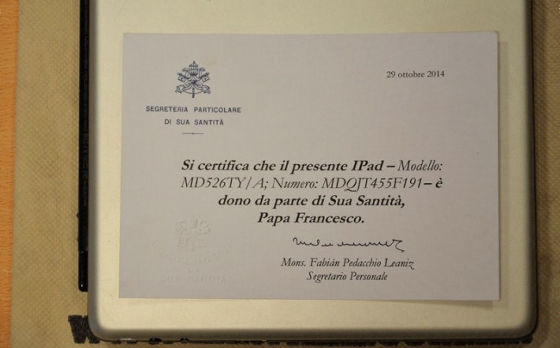 29 ottobre 2014
SEGRETERIA PARTICOLARE
DI SUA SANTITÀ
Si certifica che il presente IPad – Modello:
MD526TY/A; Numero: MDQJT455F191– è
dono da parte di Sua Santità,
Papa Francesco.
Mons. Fabián Pedacchio Leaniz
Segretario Personale